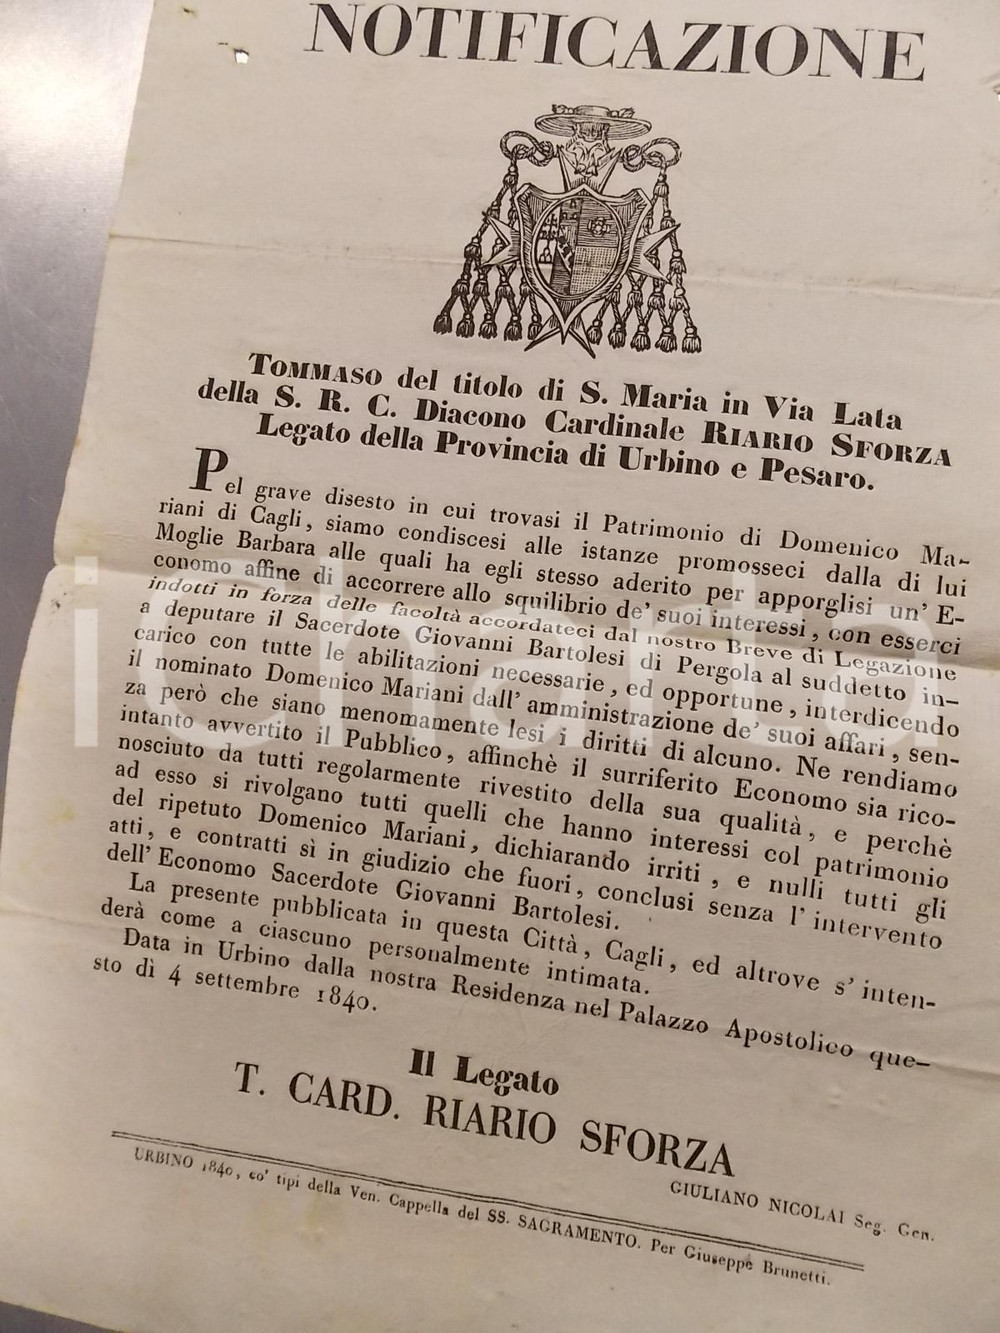 NOTIFICAZIONE
TOMMASO del titolo di S. Maria in Via Lata
della S. R. C. Diacono Cardinale RIARIO SFORZA
Legato della Provincia di Urbino e Pesaro.
Pel grave disesto in cui trovasi il Patrimonio di Domenico Ma-
riani di Cagli, siamo condiscesi alle istanze promosseci dalla di lui
Moglie Barbara alle quali ha egli stesso aderito per apporglisi un' E-
conomo affine di accorrere allo squilibrio de' suoi interessi, con esserci
indotti in forza delle facoltà accordateci dal nostro Breve di Legazione
a deputare il Sacerdote Giovanni Bartolesi di Pergola al suddetto in-
carico con tutte le abilitazioni necessarie, ed opportune, interdicendo
il nominato Domenico Mariani dall' amministrazione de' suoi affari, sen-
za però che siano menomamente lesi i diritti di alcuno. Ne rendiamo
intanto avvertito il Pubblico, affinchè il surriferito Economo sia rico-
nosciuto da tutti regolarmente rivestito della sua qualità, e perchè
ad esso si rivolgano tutti quelli che hanno interessi col patrimonio
del ripetuto Domenico Mariani, dichiarando irriti, e nulli tutti gli
atti, e contratti sì in giudizio che fuori, conclusi senza l' intervento
dell' Economo Sacerdote Giovanni Bartolesi.
La presente pubblicata in questa Città, Cagli, ed altrove s' inten-
derà come a ciascuno personalmente intimata.
Data in Urbino dalla nostra Residenza nel Palazzo Apostolico que-
sto dì 4 settembre 1840.
Il Legato
T. CARD. RIARIO SFORZA
GIULIANO NICOLAI Seg. Gen.
URBINO 1840, co' tipi della Ven. Cappella del SS. SAGRAMENTO. Per Giuseppe Brunetti.
icharta